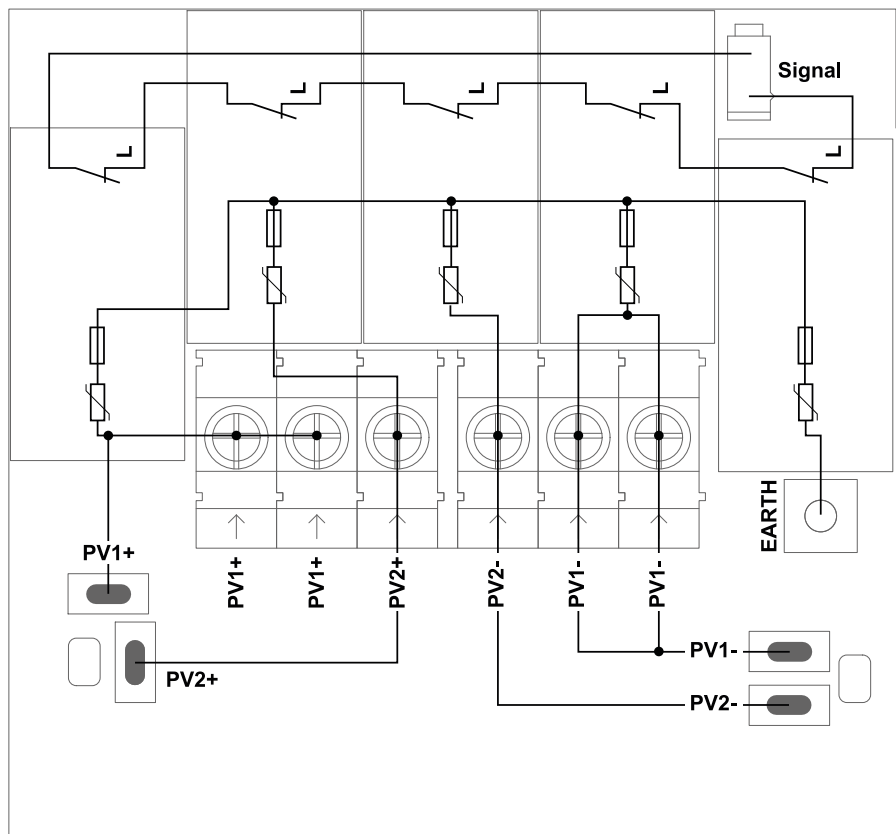 Signal
L
L
L
L
L
EARTH
PV1+
PV1+
PV1+
PV2+
PV2-
PV1-
PV1-
PV2+
PV1-
PV2-